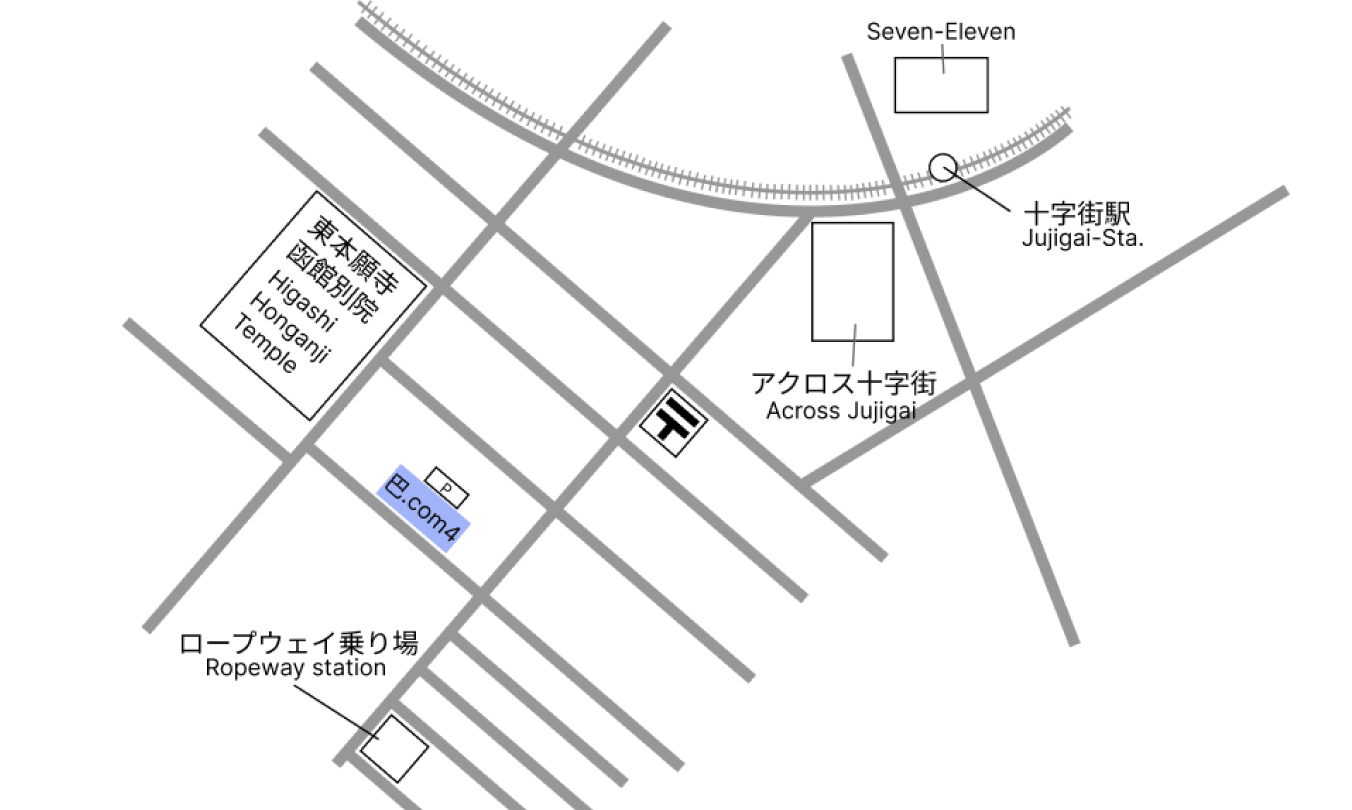 Seven-Eleven
十字街駅
Jujigai-Sta.
東本願寺
函館別院
Higashi
Honganji
Temple
アクロス十字街
Across Jujigai
〒
P
巴.com4
ロープウェイ乗り場
Ropeway station